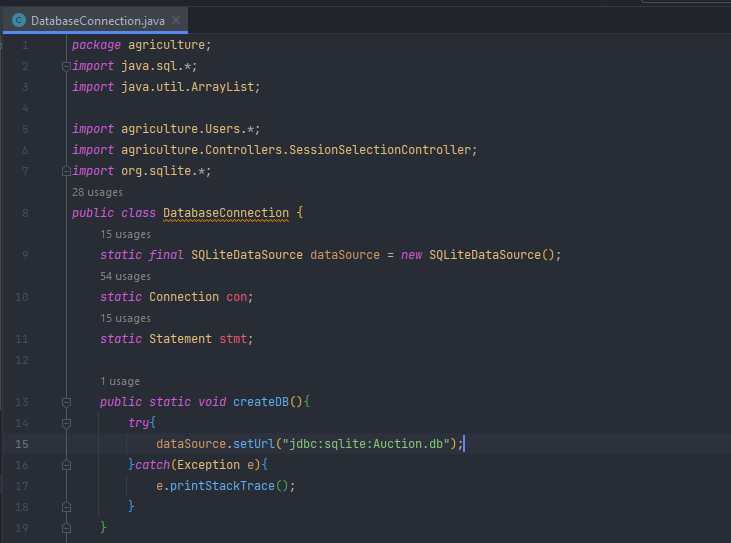 C DatabaseConnection.java ×
1 package agriculture;
2 import java.sql.*;
3 import java.util.ArrayList;
4
5 import agriculture.Users.*;
6 import agriculture.Controllers.SessionSelectionController;
7 import org.sqlite.*;
28 usages
8 public class DatabaseConnection {
15 usages
9 static final SQLiteDataSource dataSource = new SQLiteDataSource();
54 usages
10 static Connection con;
15 usages
11 static Statement stmt;
12
1 usage
13 public static void createDB(){
14 try{
15 dataSource.setUrl("jdbc:sqlite:Auction.db");
16 }catch(Exception e){
17 e.printStackTrace();
18 }
19 }